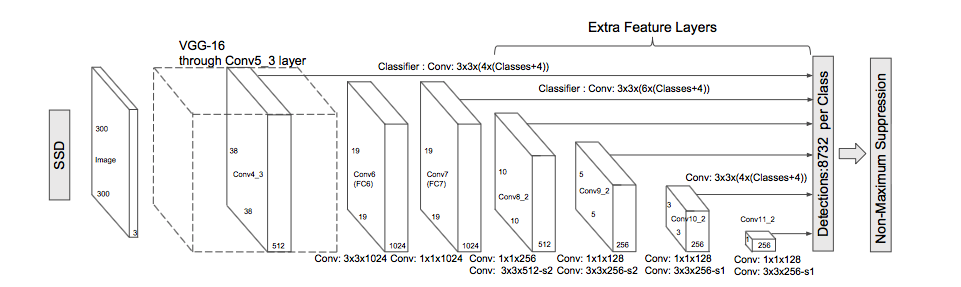 Extra Feature Layers
VGG-16
through Conv5_3 layer
Classifier : Conv: 3x3x(4x(Classes+4))
Classifier : Conv: 3x3x(6x(Classes+4))
SSD
300
Image
300
3
38
Conv4_3
38
512
19
Conv6
(FC6)
19
1024
19
Conv7
(FC7)
19
1024
10
Conv8_2
10
512
5
Conv9_2
5
256
Conv: 3x3x(4x(Classes+4))
3
Conv10_2
3
256
Conv11_2
1
256
Detections:8732 per Class
Non-Maximum Suppression
Conv: 3x3x1024
Conv: 1x1x1024
Conv: 1x1x256
Conv: 3x3x512-s2
Conv: 1x1x128
Conv: 3x3x256-s2
Conv: 1x1x128
Conv: 3x3x256-s1
Conv: 1x1x128
Conv: 3x3x256-s1